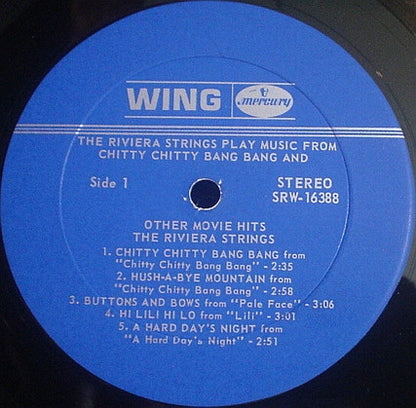 WING mercury
THE RIVIERA STRINGS PLAY MUSIC FROM
CHITTY CHITTY BANG BANG AND
Side 1 STEREO
SRW-16388
OTHER MOVIE HITS
THE RIVIERA STRINGS
1. CHITTY CHITTY BANG BANG from
"Chitty Chitty Bang Bang" - 2:35
2. HUSH-A-BYE MOUNTAIN from
"Chitty Chitty Bang Bang" - 2:58
3. BUTTONS AND BOWS from "Pale Face" - 3:06
4. HI LILI HI LO from "Lili" - 3:01
5. A HARD DAY'S NIGHT from
"A Hard Day's Night" - 2:51